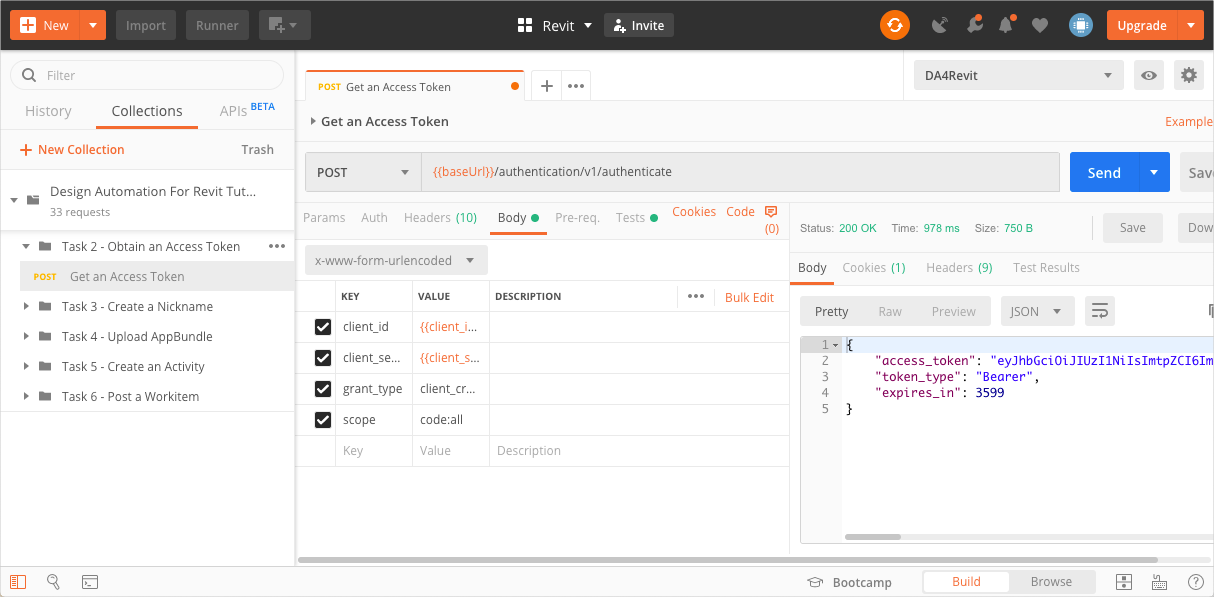 New
Import
Runner
Revit
Invite
Upgrade
Filter
History
Collections
APIs BETA
New Collection
Trash
Design Automation For Revit Tut...
33 requests
Task 2 - Obtain an Access Token
POST Get an Access Token
Task 3 - Create a Nickname
Task 4 - Upload AppBundle
Task 5 - Create an Activity
Task 6 - Post a Workitem
POST Get an Access Token
DA4Revit
Get an Access Token
Example
POST
{{baseUrl}}/authentication/v1/authenticate
Send
Sav
Params Auth Headers (10) Body Pre-req. Tests Cookies Code (0)
x-www-form-urlencoded
KEY VALUE DESCRIPTION Bulk Edit
client_id {{client_i...
client_se... {{client_s...
grant_type client_cr...
scope code:all
Key Value Description
Status: 200 OK Time: 978 ms Size: 750 B Save Dow
Body Cookies (1) Headers (9) Test Results
Pretty Raw Preview JSON
1 {
2 "access_token": "eyJhbGciOiJIUzI1NiIsImtpZCI6Im
3 "token_type": "Bearer",
4 "expires_in": 3599
5 }
Bootcamp
Build
Browse